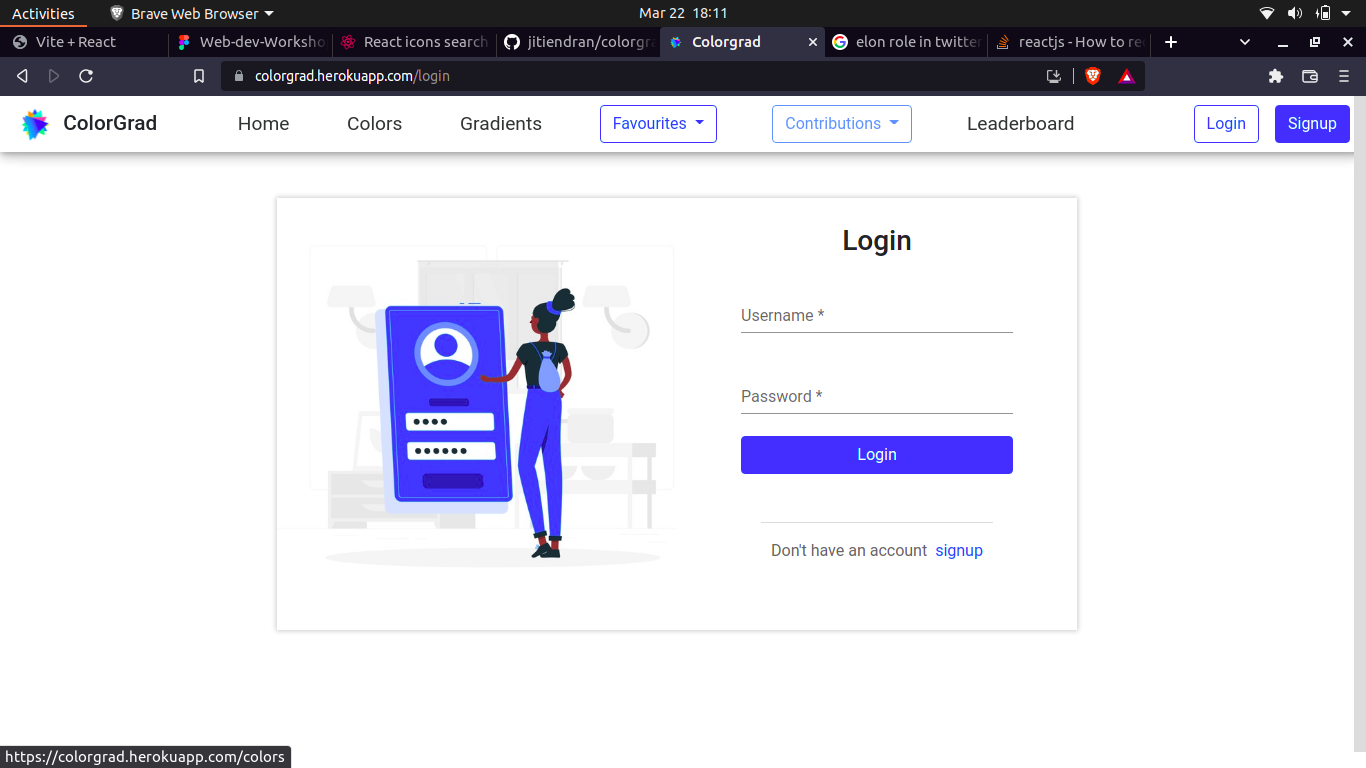 Activities Brave Web Browser Mar 22 18:11
Vite + React Web-dev-Worksho React icons search jitiendran/colorgra Colorgrad elon role in twitter reactjs - How to rec
colorgrad.herokuapp.com/login
ColorGrad Home Colors Gradients Favourites Contributions Leaderboard Login Signup
Login
Username *
Password *
Login
Don't have an account signup
https://colorgrad.herokuapp.com/colors